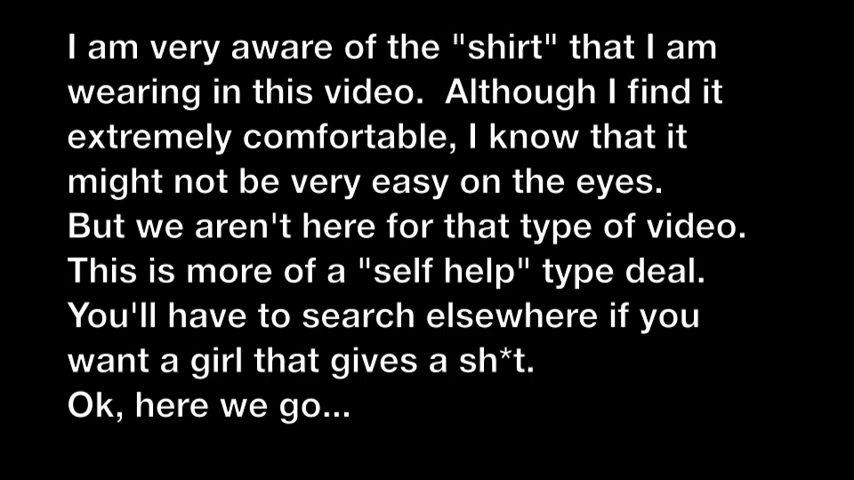 I am very aware of the "shirt" that I am
wearing in this video.  Although I find it
extremely comfortable, I know that it
might not be very easy on the eyes.
But we aren't here for that type of video.
This is more of a "self help" type deal.
You'll have to search elsewhere if you
want a girl that gives a sh*t.
Ok, here we go...